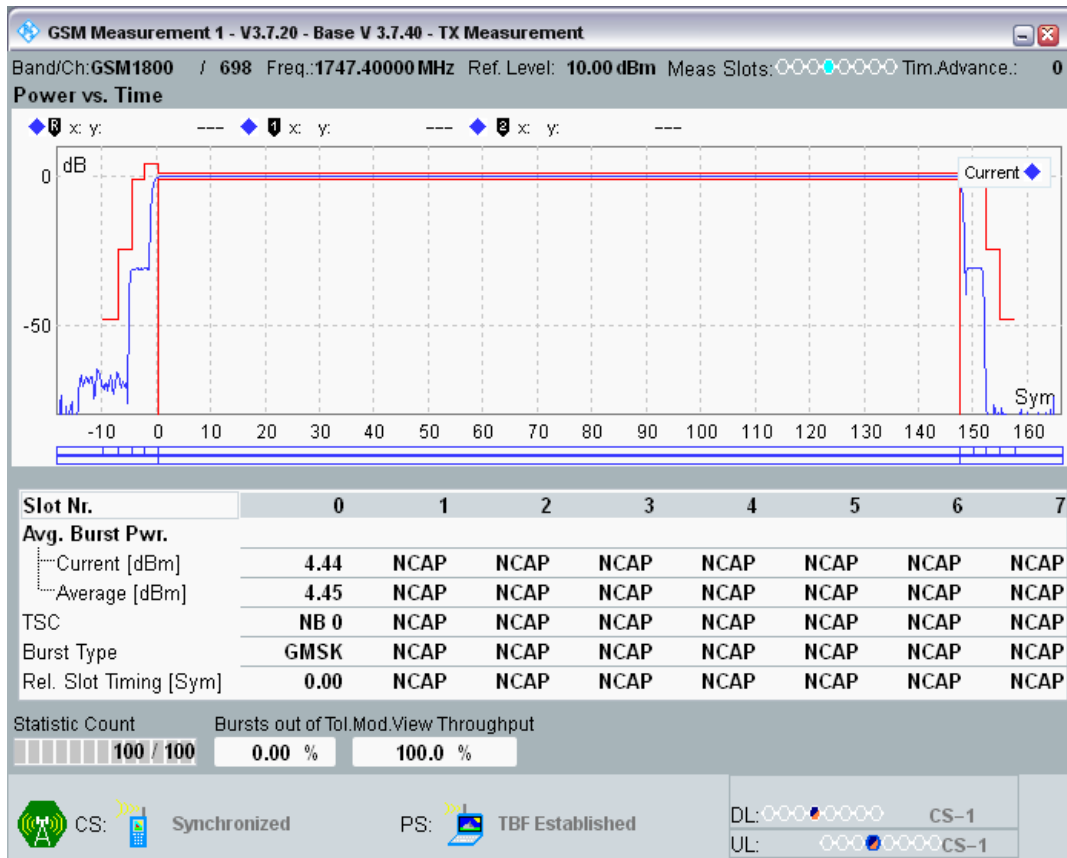 GSM Measurement 1 - V3.7.20 - Base V 3.7.40 - TX Measurement
Band/Ch:GSM1800 / 698 Freq.:1747.40000 MHz Ref. Level: 10.00 dBm Meas Slots: Tim.Advance.: 0
Power vs. Time
R x: y: --- 1 x: y: --- 2 x: y: ---
dB
0
Current
-50
Sym
-10 0 10 20 30 40 50 60 70 80 90 100 110 120 130 140 150 160
Slot Nr. 0 1 2 3 4 5 6 7
Avg. Burst Pwr.
Current [dBm] 4.44 NCAP NCAP NCAP NCAP NCAP NCAP NCAP
Average [dBm] 4.45 NCAP NCAP NCAP NCAP NCAP NCAP NCAP
TSC NB 0 NCAP NCAP NCAP NCAP NCAP NCAP NCAP
Burst Type GMSK NCAP NCAP NCAP NCAP NCAP NCAP NCAP
Rel. Slot Timing [Sym] 0.00 NCAP NCAP NCAP NCAP NCAP NCAP NCAP
Statistic Count Bursts out of Tol. Mod.View Throughput
100 / 100 0.00 % 100.0 %
CS: Synchronized PS: TBF Established
DL: CS-1
UL: CS-1